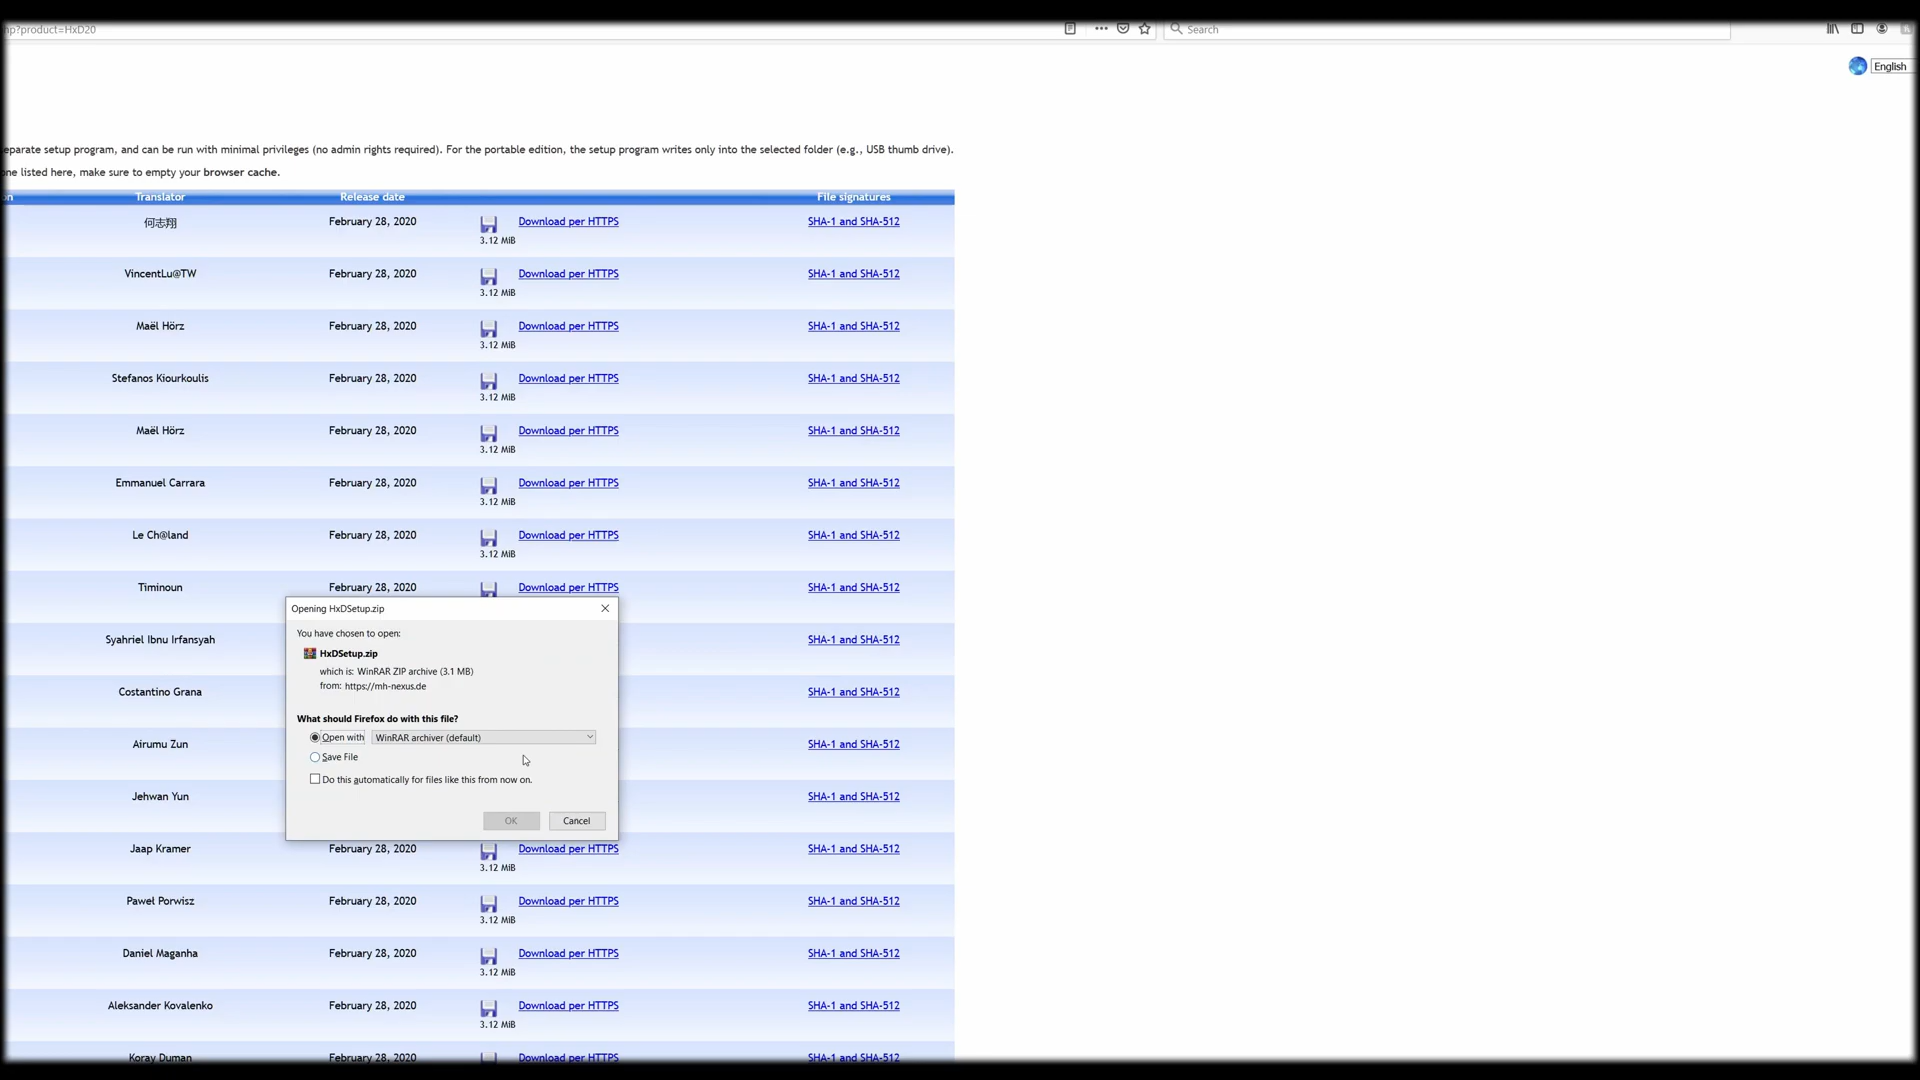 np?product=HxD20
Search
English
eparate setup program, and can be run with minimal privileges (no admin rights required). For the portable edition, the setup program writes only into the selected folder (e.g., USB thumb drive).
one listed here, make sure to empty your browser cache.
on Translator Release date File signatures
何志翔 February 28, 2020 Download per HTTPS SHA-1 and SHA-512
3.12 MiB
VincentLu@TW February 28, 2020 Download per HTTPS SHA-1 and SHA-512
3.12 MiB
Maël Hörz February 28, 2020 Download per HTTPS SHA-1 and SHA-512
3.12 MiB
Stefanos Kiourkoulis February 28, 2020 Download per HTTPS SHA-1 and SHA-512
3.12 MiB
Maël Hörz February 28, 2020 Download per HTTPS SHA-1 and SHA-512
3.12 MiB
Emmanuel Carrara February 28, 2020 Download per HTTPS SHA-1 and SHA-512
3.12 MiB
Le Ch@land February 28, 2020 Download per HTTPS SHA-1 and SHA-512
3.12 MiB
Timinoun February 28, 2020 Download per HTTPS SHA-1 and SHA-512
Syahriel Ibnu Irfansyah SHA-1 and SHA-512
Costantino Grana SHA-1 and SHA-512
Airumu Zun SHA-1 and SHA-512
Jehwan Yun SHA-1 and SHA-512
Opening HxDSetup.zip
You have chosen to open:
HxDSetup.zip
which is: WinRAR ZIP archive (3.1 MB)
from: https://mh-nexus.de
What should Firefox do with this file?
Open with WinRAR archiver (default)
Save File
Do this automatically for files like this from now on.
OK Cancel
Jaap Kramer February 28, 2020 Download per HTTPS SHA-1 and SHA-512
3.12 MiB
Paweł Porwisz February 28, 2020 Download per HTTPS SHA-1 and SHA-512
3.12 MiB
Daniel Maganha February 28, 2020 Download per HTTPS SHA-1 and SHA-512
3.12 MiB
Aleksander Kovalenko February 28, 2020 Download per HTTPS SHA-1 and SHA-512
3.12 MiB
Koray Duman February 28, 2020 Download per HTTPS SHA-1 and SHA-512